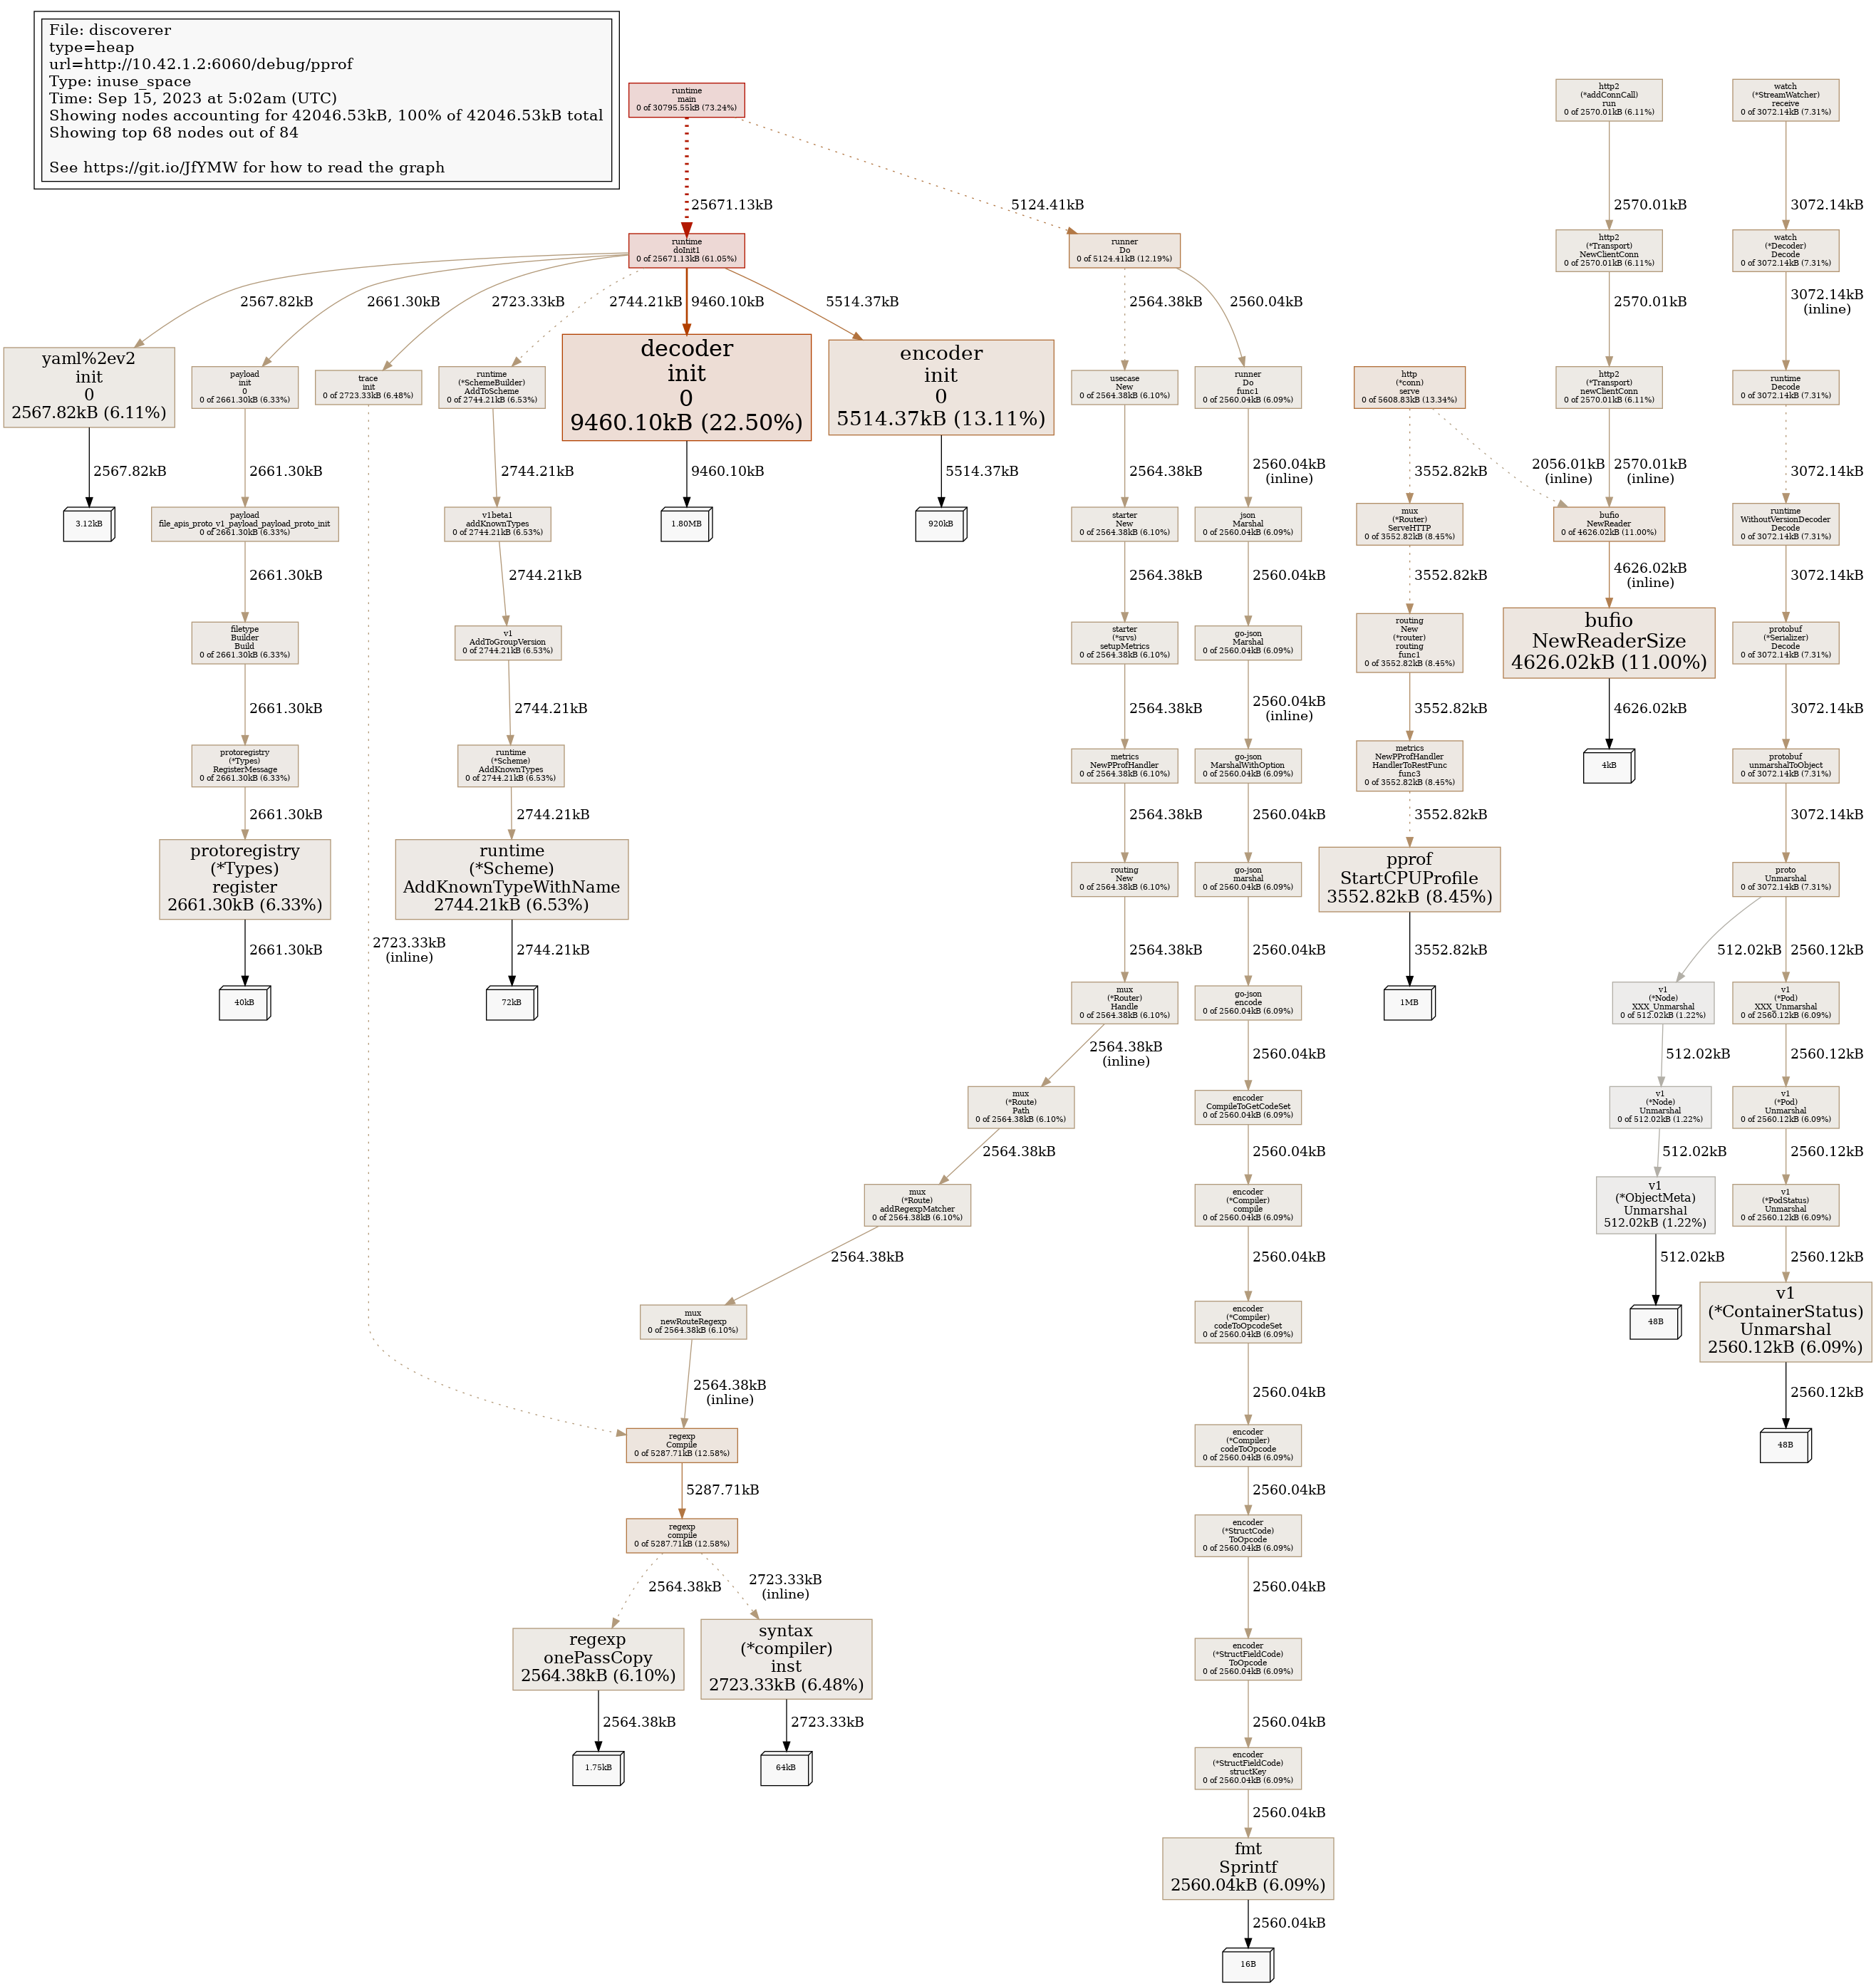 File: discoverer
type=heap
url=http://10.42.1.2:6060/debug/pprof
Type: inuse_space
Time: Sep 15, 2023 at 5:02am (UTC)
Showing nodes accounting for 42046.53kB, 100% of 42046.53kB total
Showing top 68 nodes out of 84
See https://git.io/JfYMW for how to read the graph
runtime
main
0 of 30795.55kB (73.24%)
http2
(*addConnCall)
run
0 of 2570.01kB (6.11%)
watch
(*StreamWatcher)
receive
0 of 3072.14kB (7.31%)
25671.13kB
5124.41kB
2570.01kB
3072.14kB
runtime
doInit1
0 of 25671.13kB (61.05%)
runner
Do
0 of 5124.41kB (12.19%)
http2
(*Transport)
NewClientConn
0 of 2570.01kB (6.11%)
watch
(*Decoder)
Decode
0 of 3072.14kB (7.31%)
2567.82kB
2661.30kB
2723.33kB
2744.21kB
9460.10kB
5514.37kB
2564.38kB
2560.04kB
2570.01kB
3072.14kB
(inline)
yaml%2ev2
init
0
2567.82kB (6.11%)
payload
init
0
0 of 2661.30kB (6.33%)
trace
init
0 of 2723.33kB (6.48%)
runtime
(*SchemeBuilder)
AddToScheme
0 of 2744.21kB (6.53%)
decoder
init
0
9460.10kB (22.50%)
encoder
init
0
5514.37kB (13.11%)
usecase
New
0 of 2564.38kB (6.10%)
runner
Do
func1
0 of 2560.04kB (6.09%)
http
(*conn)
serve
0 of 5608.83kB (13.34%)
http2
(*Transport)
newClientConn
0 of 2570.01kB (6.11%)
runtime
Decode
0 of 3072.14kB (7.31%)
2567.82kB
2661.30kB
2744.21kB
9460.10kB
5514.37kB
2564.38kB
2560.04kB
(inline)
3552.82kB
2056.01kB
(inline)
2570.01kB
(inline)
3072.14kB
3.12kB
payload
file_apis_proto_v1_payload_payload_proto_init
0 of 2661.30kB (6.33%)
v1beta1
addKnownTypes
0 of 2744.21kB (6.53%)
1.80MB
920kB
starter
New
0 of 2564.38kB (6.10%)
json
Marshal
0 of 2560.04kB (6.09%)
mux
(*Router)
ServeHTTP
0 of 3552.82kB (8.45%)
bufio
NewReader
0 of 4626.02kB (11.00%)
runtime
WithoutVersionDecoder
Decode
0 of 3072.14kB (7.31%)
2661.30kB
2744.21kB
2564.38kB
2560.04kB
3552.82kB
4626.02kB
(inline)
3072.14kB
filetype
Builder
Build
0 of 2661.30kB (6.33%)
v1
AddToGroupVersion
0 of 2744.21kB (6.53%)
starter
(*srvs)
setupMetrics
0 of 2564.38kB (6.10%)
go-json
Marshal
0 of 2560.04kB (6.09%)
routing
New
(*router)
routing
func1
0 of 3552.82kB (8.45%)
bufio
NewReaderSize
4626.02kB (11.00%)
protobuf
(*Serializer)
Decode
0 of 3072.14kB (7.31%)
2661.30kB
2744.21kB
2564.38kB
2560.04kB
(inline)
3552.82kB
4626.02kB
3072.14kB
protoregistry
(*Types)
RegisterMessage
0 of 2661.30kB (6.33%)
runtime
(*Scheme)
AddKnownTypes
0 of 2744.21kB (6.53%)
metrics
NewPProfHandler
0 of 2564.38kB (6.10%)
go-json
MarshalWithOption
0 of 2560.04kB (6.09%)
metrics
NewPProfHandler
HandlerToRestFunc
func3
0 of 3552.82kB (8.45%)
4kB
protobuf
unmarshalToObject
0 of 3072.14kB (7.31%)
2661.30kB
2744.21kB
2564.38kB
2560.04kB
3552.82kB
3072.14kB
protoregistry
(*Types)
register
2661.30kB (6.33%)
runtime
(*Scheme)
AddKnownTypeWithName
2744.21kB (6.53%)
routing
New
0 of 2564.38kB (6.10%)
go-json
marshal
0 of 2560.04kB (6.09%)
pprof
StartCPUProfile
3552.82kB (8.45%)
proto
Unmarshal
0 of 3072.14kB (7.31%)
2661.30kB
2723.33kB
(inline)
2744.21kB
2564.38kB
2560.04kB
3552.82kB
512.02kB
2560.12kB
40kB
72kB
mux
(*Router)
Handle
0 of 2564.38kB (6.10%)
go-json
encode
0 of 2560.04kB (6.09%)
1MB
v1
(*Node)
XXX_Unmarshal
0 of 512.02kB (1.22%)
v1
(*Pod)
XXX_Unmarshal
0 of 2560.12kB (6.09%)
2564.38kB
(inline)
2560.04kB
512.02kB
2560.12kB
mux
(*Route)
Path
0 of 2564.38kB (6.10%)
encoder
CompileToGetCodeSet
0 of 2560.04kB (6.09%)
v1
(*Node)
Unmarshal
0 of 512.02kB (1.22%)
v1
(*Pod)
Unmarshal
0 of 2560.12kB (6.09%)
2564.38kB
2560.04kB
512.02kB
2560.12kB
mux
(*Route)
addRegexpMatcher
0 of 2564.38kB (6.10%)
encoder
(*Compiler)
compile
0 of 2560.04kB (6.09%)
v1
(*ObjectMeta)
Unmarshal
512.02kB (1.22%)
v1
(*PodStatus)
Unmarshal
0 of 2560.12kB (6.09%)
2564.38kB
2560.04kB
512.02kB
2560.12kB
mux
newRouteRegexp
0 of 2564.38kB (6.10%)
encoder
(*Compiler)
codeToOpcodeSet
0 of 2560.04kB (6.09%)
48B
v1
(*ContainerStatus)
Unmarshal
2560.12kB (6.09%)
2564.38kB
(inline)
2560.04kB
2560.12kB
regexp
Compile
0 of 5287.71kB (12.58%)
encoder
(*Compiler)
codeToOpcode
0 of 2560.04kB (6.09%)
48B
5287.71kB
2560.04kB
regexp
compile
0 of 5287.71kB (12.58%)
encoder
(*StructCode)
ToOpcode
0 of 2560.04kB (6.09%)
2564.38kB
2723.33kB
(inline)
2560.04kB
regexp
onePassCopy
2564.38kB (6.10%)
syntax
(*compiler)
inst
2723.33kB (6.48%)
encoder
(*StructFieldCode)
ToOpcode
0 of 2560.04kB (6.09%)
2564.38kB
2723.33kB
2560.04kB
1.75kB
64kB
encoder
(*StructFieldCode)
structKey
0 of 2560.04kB (6.09%)
2560.04kB
fmt
Sprintf
2560.04kB (6.09%)
2560.04kB
16B